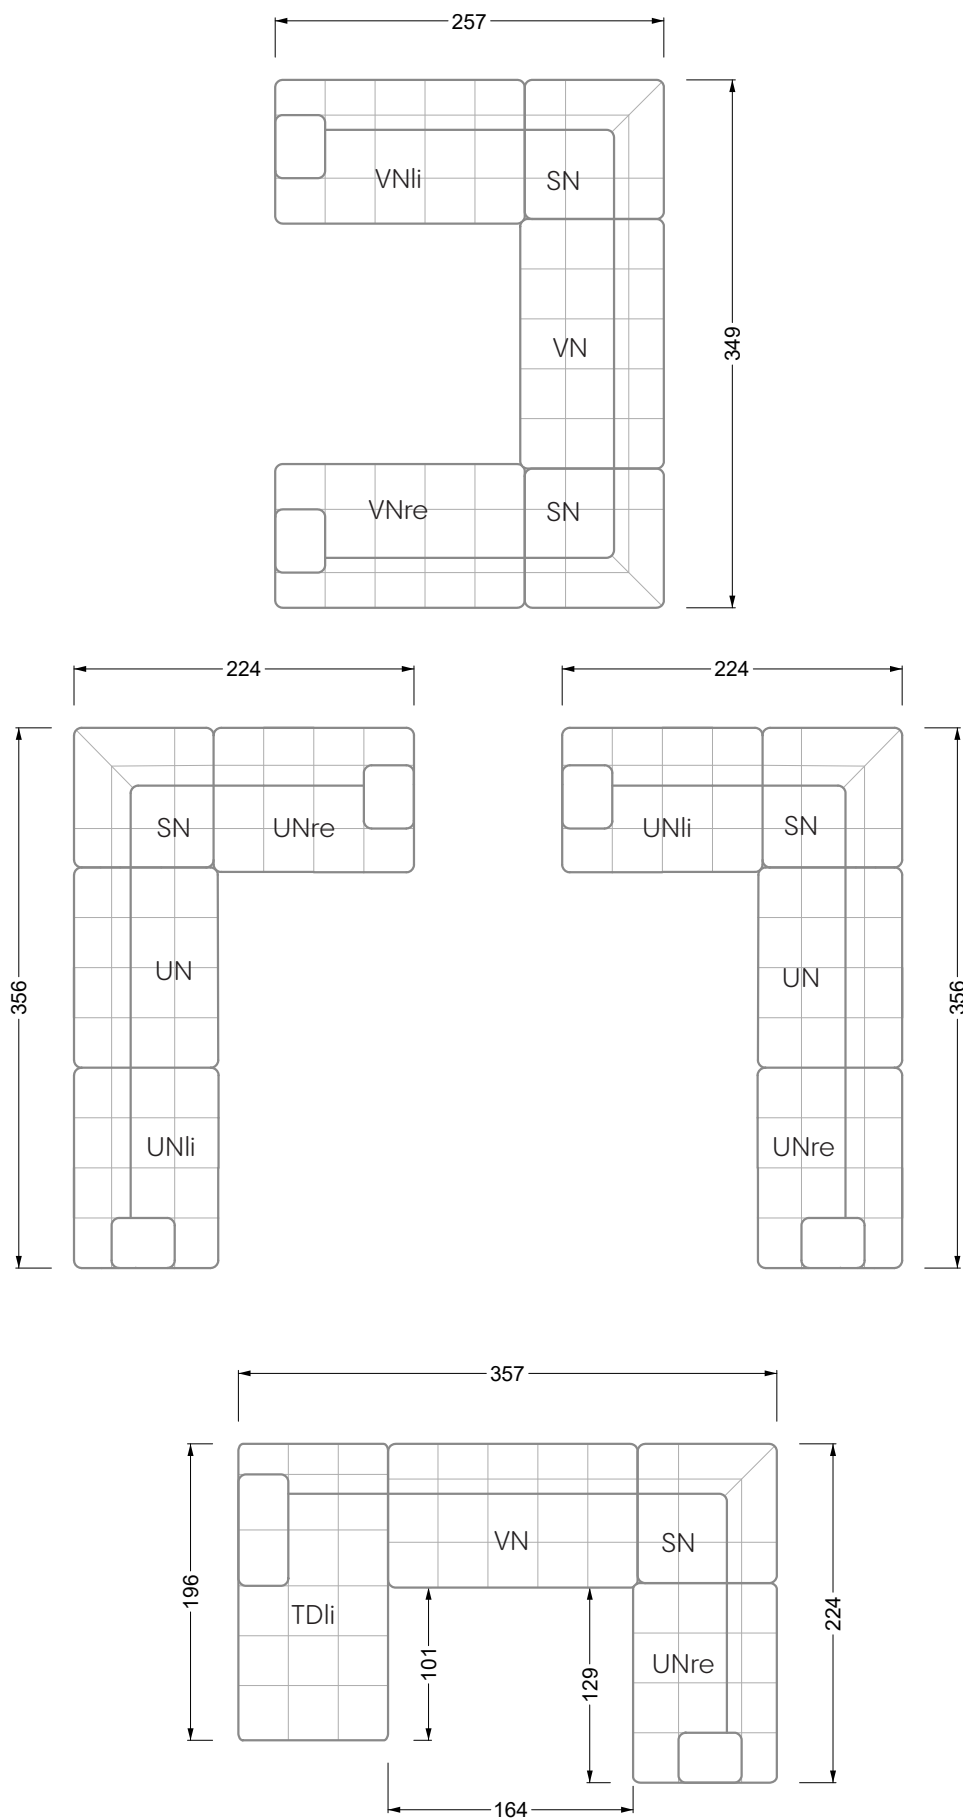 257
VNli
SN
VN
349
VNre
SN
224
224
SN
UNre
UNli
SN
UN
UN
356
356
UNli
UNre
357
VN
SN
196
TDli
101
129
UNre
224
164